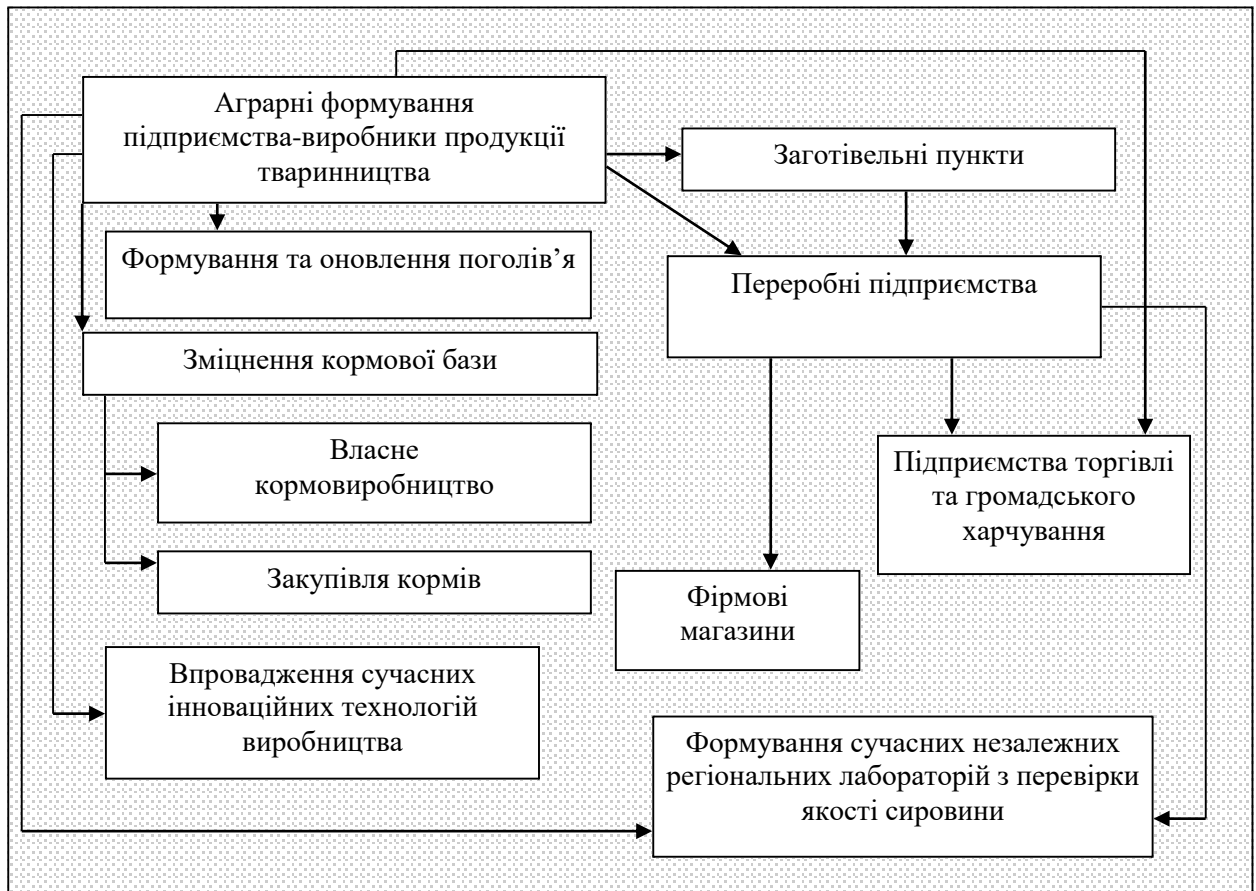 Аграрні формування
підприємства-виробники продукції
тваринництва
Заготівельні пункти
Формування та оновлення поголів’я
Переробні підприємства
Зміцнення кормової бази
Власне
кормовиробництво
Підприємства торгівлі
та громадського
харчування
Закупівля кормів
Фірмові
магазини
Впровадження сучасних
інноваційних технологій
виробництва
Формування сучасних незалежних
регіональних лабораторій з перевірки
якості сировини